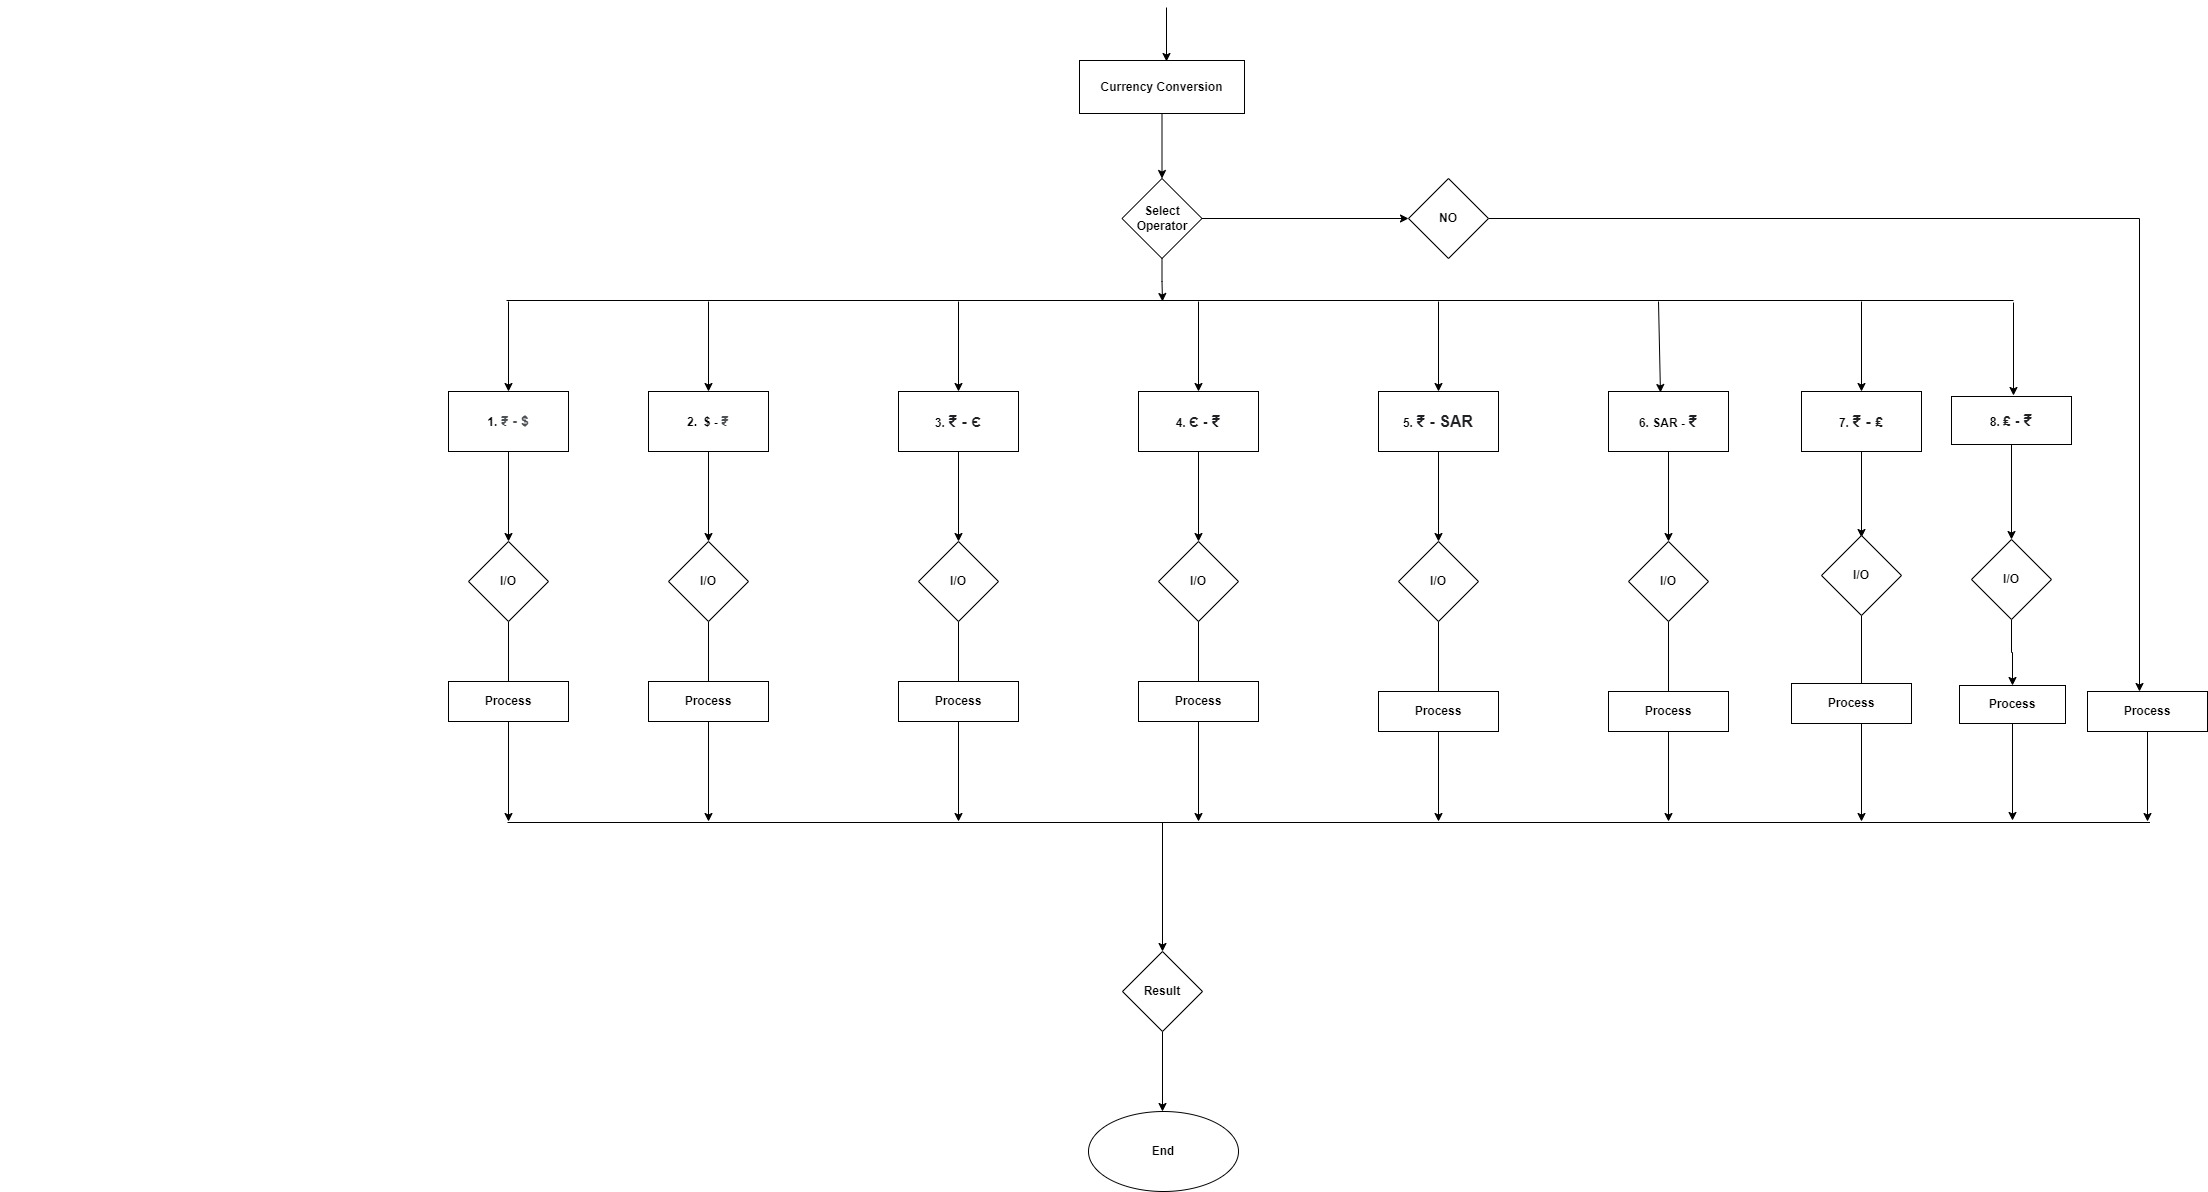 Currency Conversion
Select
Operator
NO
1. ₹ - $
2. $ - ₹
3. ₹ - Є
4. Є - ₹
5. ₹ - SAR
6. SAR - ₹
7. ₹ - £
8. £ - ₹
I/O
I/O
I/O
I/O
I/O
I/O
I/O
I/O
Process
Process
Process
Process
Process
Process
Process
Process
Process
Result
End